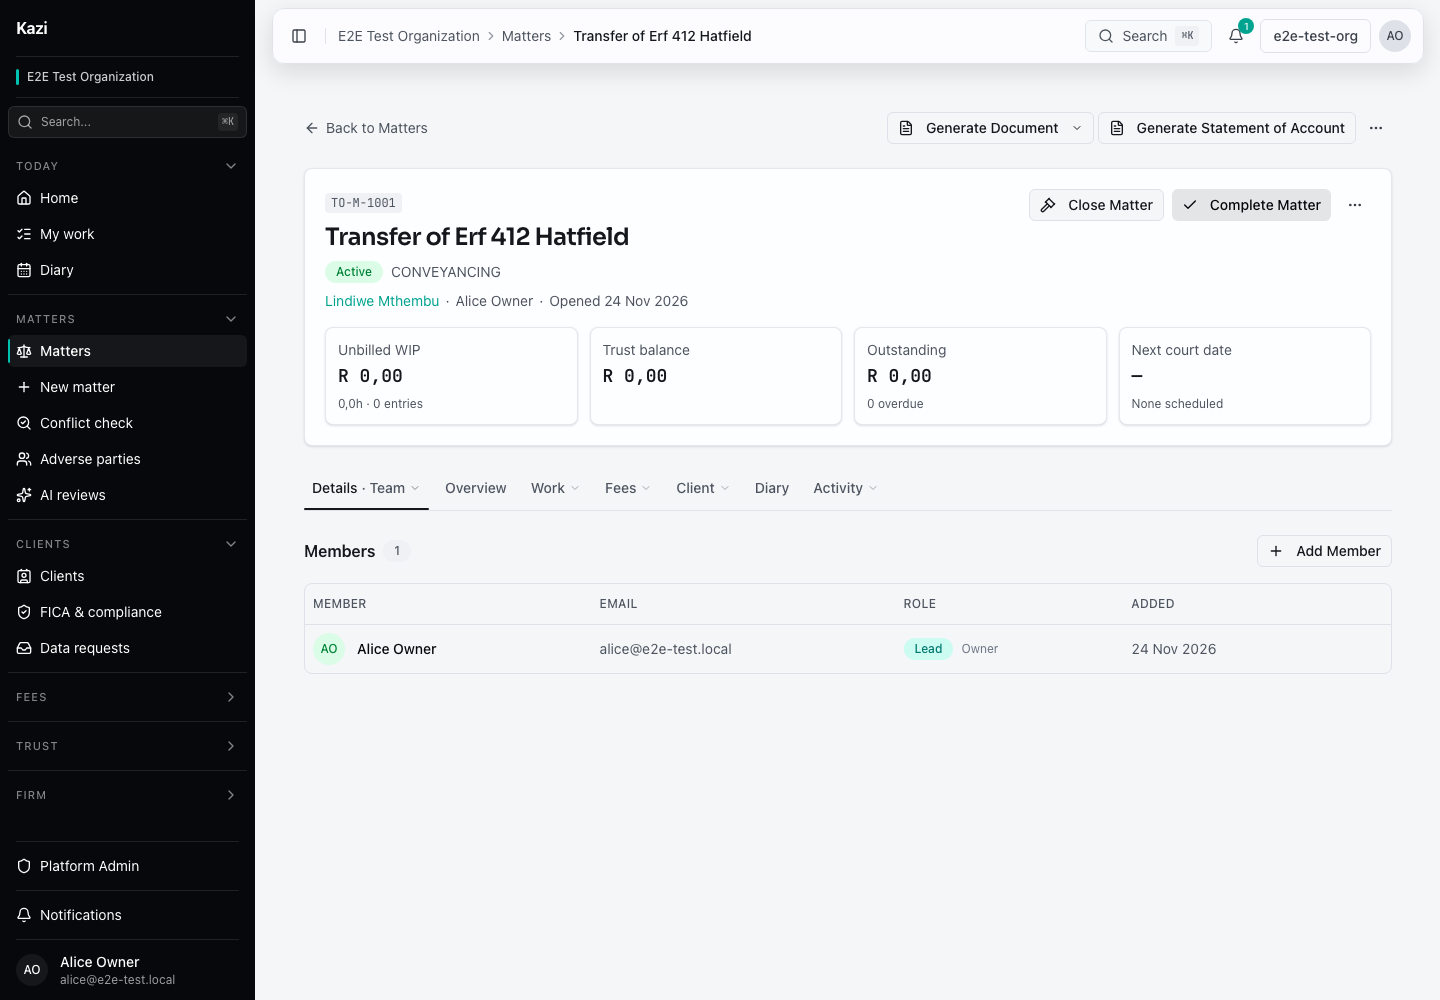 Kazi
E2E Test Organization
Search... ⌘K
TODAY
Home
My work
Diary
MATTERS
Matters
New matter
Conflict check
Adverse parties
AI reviews
CLIENTS
Clients
FICA & compliance
Data requests
FEES
TRUST
FIRM
Platform Admin
Notifications
AO Alice Owner
alice@e2e-test.local
E2E Test Organization > Matters > Transfer of Erf 412 Hatfield
Search ⌘K
1
e2e-test-org
AO
Back to Matters
Generate Document
Generate Statement of Account
TO-M-1001
Close Matter
Complete Matter
Transfer of Erf 412 Hatfield
Active CONVEYANCING
Lindiwe Mthembu · Alice Owner · Opened 24 Nov 2026
Unbilled WIP
R 0,00
0,0h · 0 entries
Trust balance
R 0,00
Outstanding
R 0,00
0 overdue
Next court date
—
None scheduled
Details · Team Overview Work Fees Client Diary Activity
Members 1
Add Member
MEMBER EMAIL ROLE ADDED
AO Alice Owner alice@e2e-test.local Lead Owner 24 Nov 2026